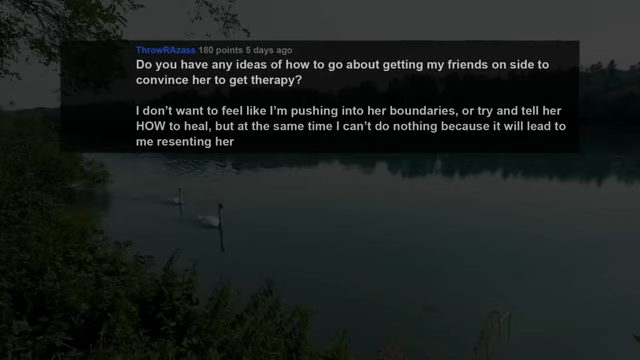 ThrowRAzass 180 points 5 days ago
Do you have any ideas of how to go about getting my friends on side to
convince her to get therapy?
I don't want to feel like I'm pushing into her boundaries, or try and tell her
HOW to heal, but at the same time I can't do nothing because it will lead to
me resenting her